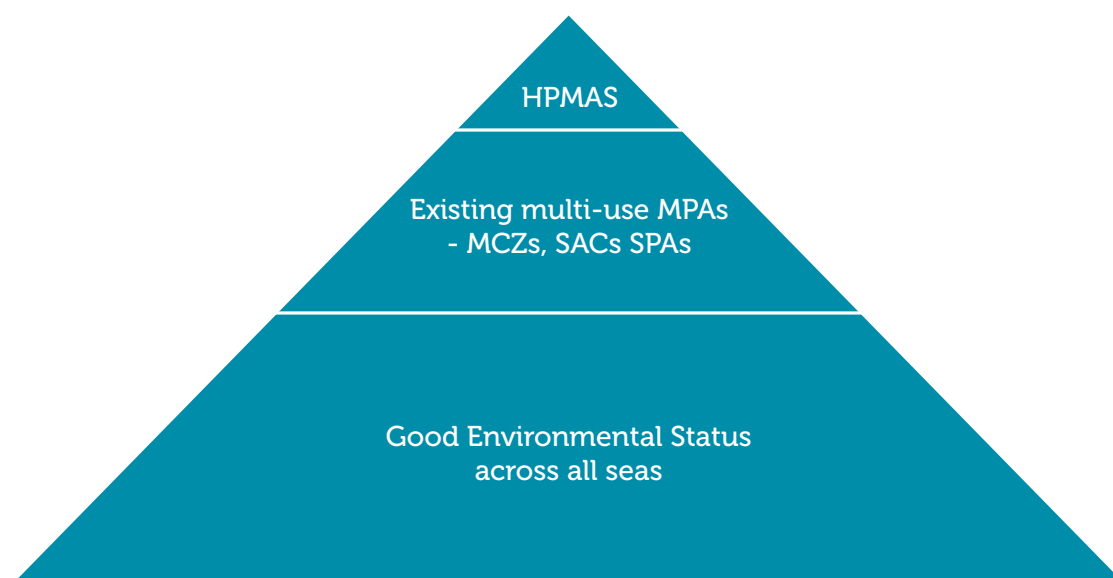 HPMAS
Existing multi-use MPAs
- MCZs, SACs SPAs
Good Environmental Status
across all seas